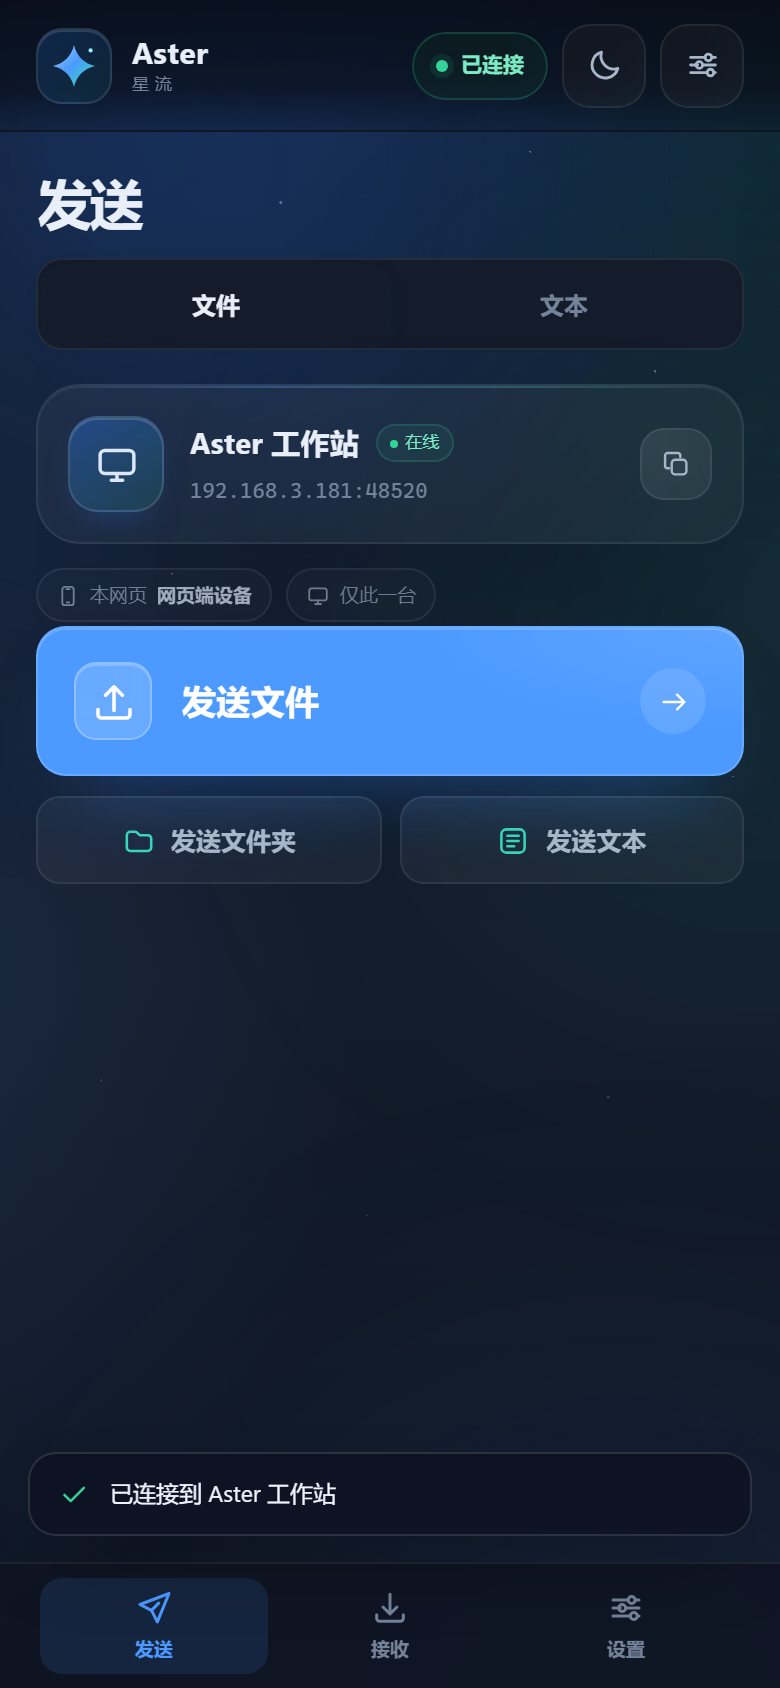 Aster
星 流
已连接
发送
文件
文本
Aster 工作站
在线
192.168.3.181:48520
本网页 网页端设备
仅此一台
发送文件
发送文件夹
发送文本
已连接到 Aster 工作站
发送
接收
设置